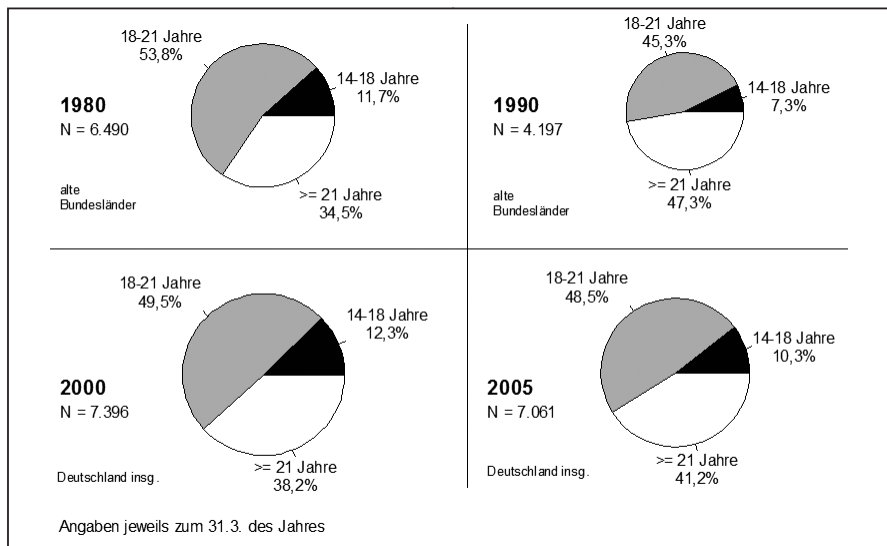 18-21 Jahre
53,8%
14-18 Jahre
11,7%
1980
N = 6.490
alte
Bundesländer
>= 21 Jahre
34,5%
18-21 Jahre
45,3%
14-18 Jahre
7,3%
1990
N = 4.197
alte
Bundesländer
>= 21 Jahre
47,3%
18-21 Jahre
49,5%
14-18 Jahre
12,3%
2000
N = 7.396
Deutschland insg.
>= 21 Jahre
38,2%
18-21 Jahre
48,5%
14-18 Jahre
10,3%
2005
N = 7.061
Deutschland insg.
>= 21 Jahre
41,2%
Angaben jeweils zum 31.3. des Jahres